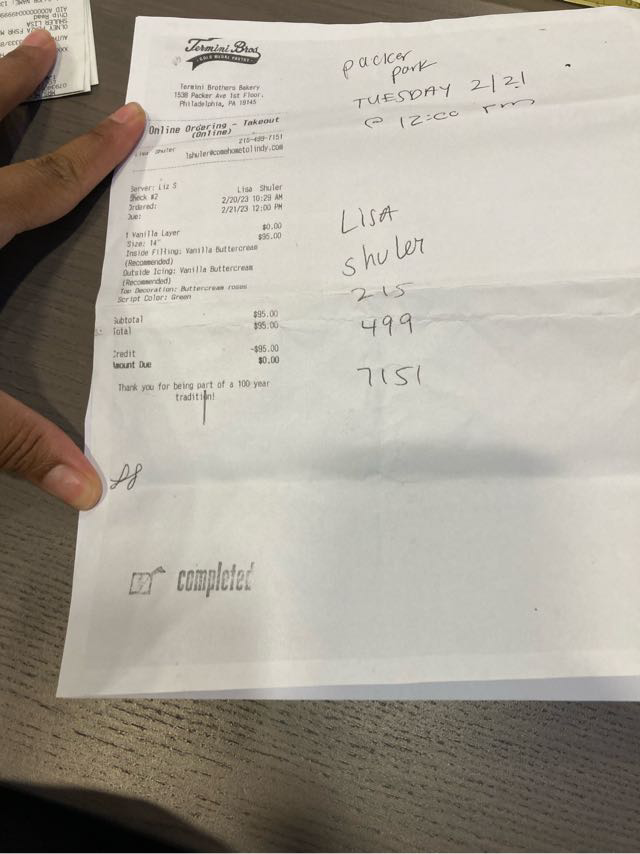 Termini Bros
GOLD MEDAL PASTRY
Termini Brothers Bakery
1538 Packer Ave 1st Floor.
Philadelphia, PA 19145
Online Ordering - Takeout
(Online)
215-499-7151
Lisa Shuler
lshuler@comehometolindy.com
Server: Liz S Lisa Shuler
Check #2 2/20/23 10:29 AM
Ordered: 2/21/23 12:00 PM
Due:
1 Vanilla Layer $0.00
Size: 14" $95.00
Inside Filling: Vanilla Buttercream
(Recommended)
Outside Icing: Vanilla Buttercream
(Recommended)
Top Decoration: Buttercream roses
Script Color: Green
Subtotal $95.00
Total $95.00
Credit -$95.00
Amount Due $0.00
Thank you for being part of a 100 year
tradition!
completed
packer
park
TUESDAY 2/21
@ 12:00 pm
LISA
shuler
215
499
7151